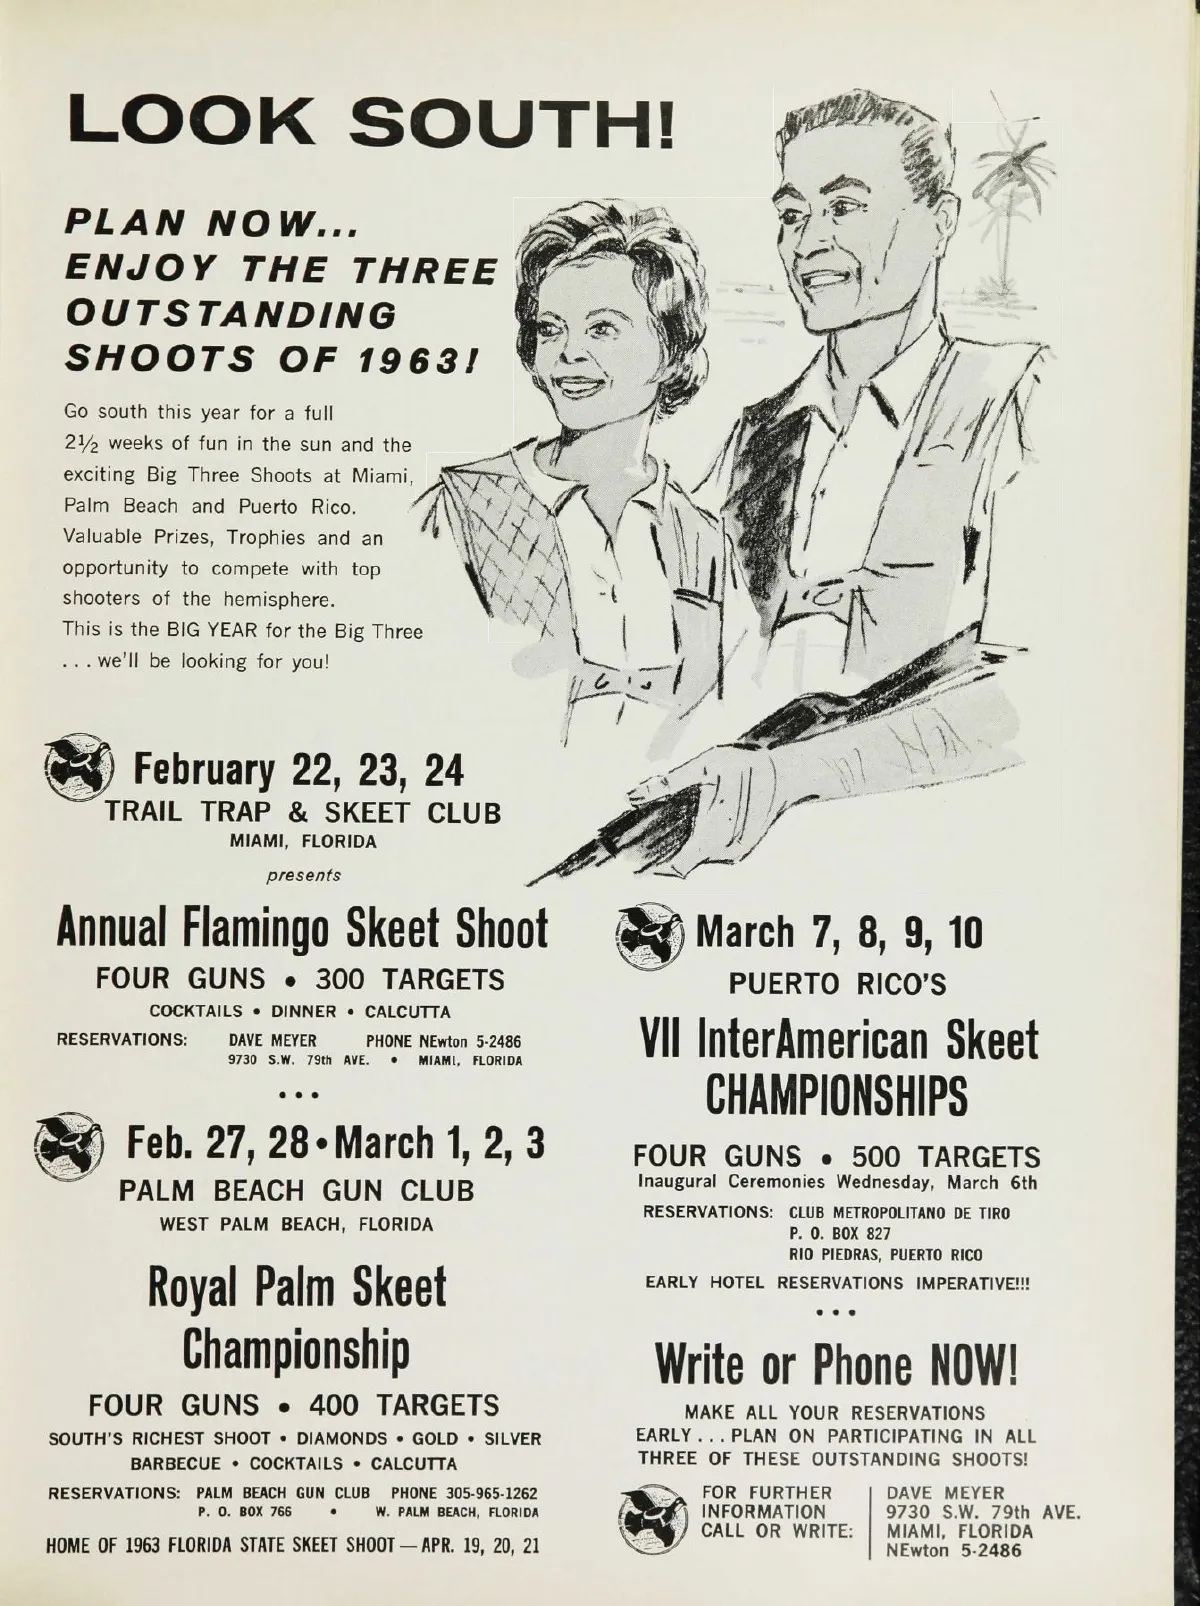 LOOK SOUTH!
PLAN NOW...
ENJOY THE THREE
OUTSTANDING
SHOOTS OF 1963!
Go south this year for a full
2½ weeks of fun in the sun and the
exciting Big Three Shoots at Miami,
Palm Beach and Puerto Rico.
Valuable Prizes, Trophies and an
opportunity to compete with top
shooters of the hemisphere.
This is the BIG YEAR for the Big Three
...we'll be looking for you!
February 22, 23, 24
TRAIL TRAP & SKEET CLUB
MIAMI, FLORIDA
presents
Annual Flamingo Skeet Shoot
FOUR GUNS • 300 TARGETS
COCKTAILS • DINNER • CALCUTTA
RESERVATIONS: DAVE MEYER PHONE NEwton 5-2486
9730 S.W. 79th AVE. • MIAMI, FLORIDA
• • •
Feb. 27, 28 • March 1, 2, 3
PALM BEACH GUN CLUB
WEST PALM BEACH, FLORIDA
Royal Palm Skeet
Championship
FOUR GUNS • 400 TARGETS
SOUTH'S RICHEST SHOOT • DIAMONDS • GOLD • SILVER
BARBECUE • COCKTAILS • CALCUTTA
RESERVATIONS: PALM BEACH GUN CLUB PHONE 305-965-1262
P. O. BOX 766 • W. PALM BEACH, FLORIDA
HOME OF 1963 FLORIDA STATE SKEET SHOOT — APR. 19, 20, 21
March 7, 8, 9, 10
PUERTO RICO'S
VII InterAmerican Skeet
CHAMPIONSHIPS
FOUR GUNS • 500 TARGETS
Inaugural Ceremonies Wednesday, March 6th
RESERVATIONS: CLUB METROPOLITANO DE TIRO
P. O. BOX 827
RIO PIEDRAS, PUERTO RICO
EARLY HOTEL RESERVATIONS IMPERATIVE!!!
• • •
Write or Phone NOW!
MAKE ALL YOUR RESERVATIONS
EARLY...PLAN ON PARTICIPATING IN ALL
THREE OF THESE OUTSTANDING SHOOTS!
FOR FURTHER
INFORMATION
CALL OR WRITE:
DAVE MEYER
9730 S.W. 79th AVE.
MIAMI, FLORIDA
NEwton 5-2486